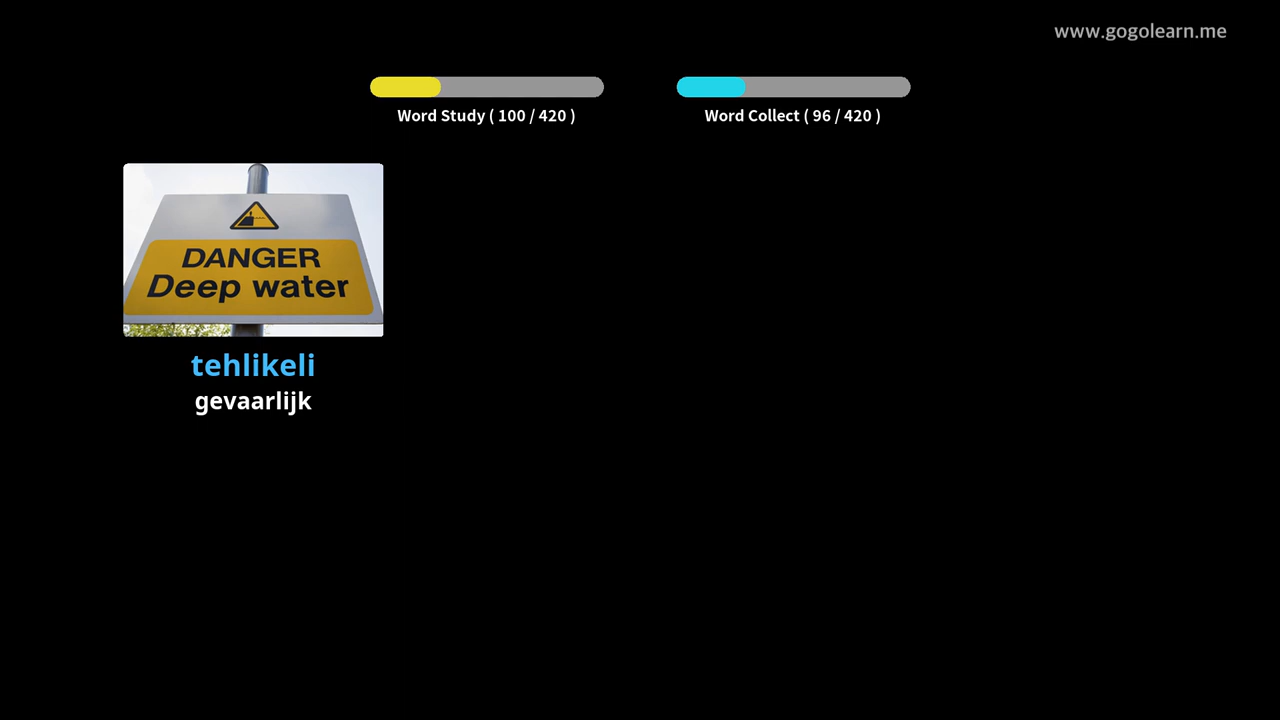 www.gogolearn.me
Word Study ( 100 / 420 )
Word Collect ( 96 / 420 )
DANGER
Deep water
tehlikeli
gevaarlijk